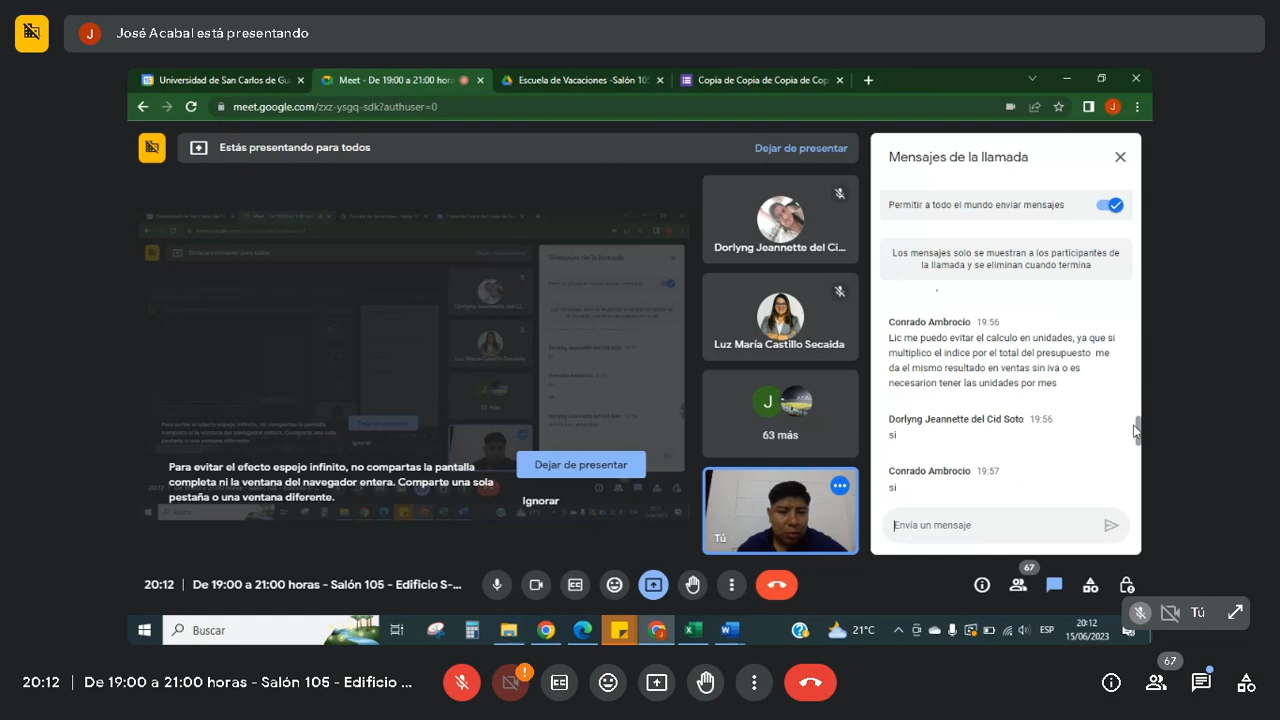 J José Acabal está presentando
Universidad de San Carlos de Gu
Meet - De 19:00 a 21:00 hora
Escuela de Vacaciones -Salón 105
Copia de Copia de Copia de Cop
meet.google.com/zxz-ysgq-sdk?authuser=0
J
Estás presentando para todos
Dejar de presentar
Mensajes de la llamada
Permitir a todo el mundo enviar mensajes
Los mensajes solo se muestran a los participantes de
la llamada y se eliminan cuando termina
Dorlyng Jeannette del Ci...
Luz María Castillo Secaida
J
63 más
Tú
Conrado Ambrocio 19:56
Lic me puedo evitar el calculo en unidades, ya que si
multiplico el indice por el total del presupuesto me
da el mismo resultado en ventas sin iva o es
necesarion tener las unidades por mes
Dorlyng Jeannette del Cid Soto 19:56
si
Conrado Ambrocio 19:57
si
Envía un mensaje
Para evitar el efecto espejo infinito, no compartas la pantalla
completa ni la ventana del navegador entera. Comparte una sola
pestaña o una ventana diferente.
Dejar de presentar
Ignorar
20:12 | De 19:00 a 21:00 horas - Salón 105 - Edificio S-...
67
Tú
Buscar
21°C
ESP
20:12
15/06/2023
20:12 | De 19:00 a 21:00 horas - Salón 105 - Edificio ...
67